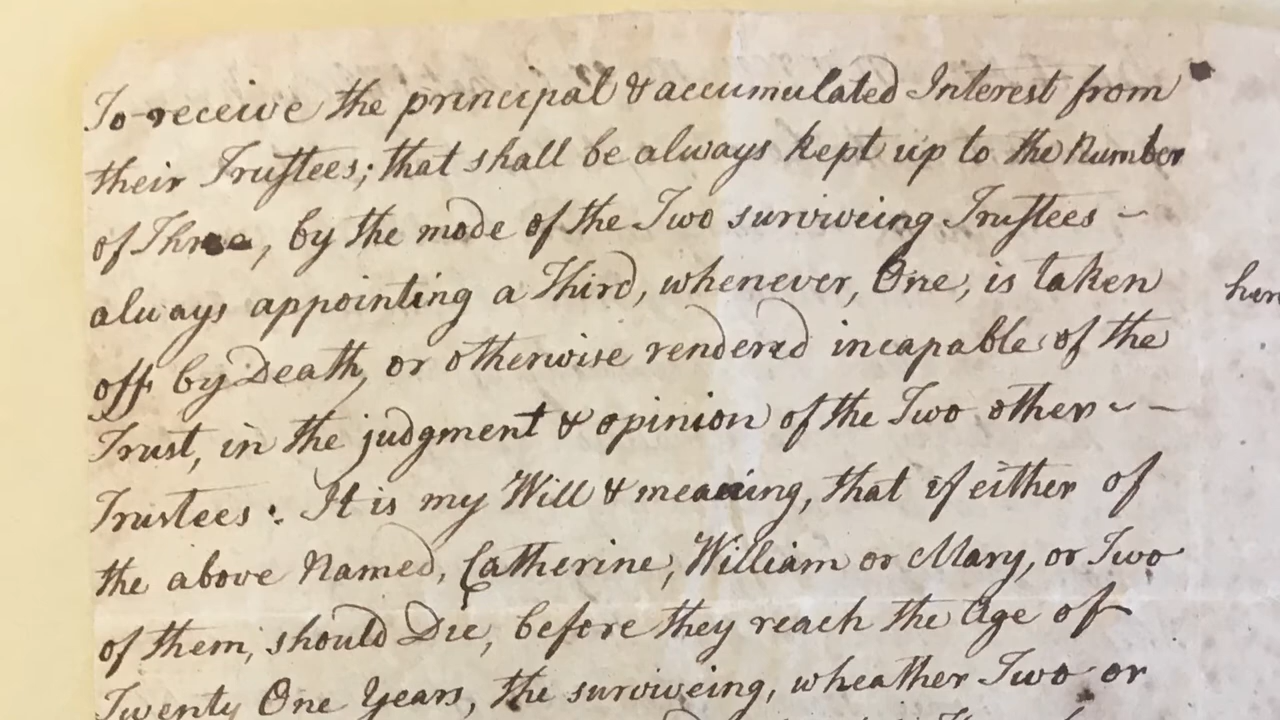 To receive the principal & accumulated Interest from
their Trustees; that shall be always kept up to the Number
of Three, by the mode of the Two surviveing Trustees -
always appointing a Third, whenever, One, is taken
off by Death, or otherwise rendered incapable of the
Trust, in the judgment & opinion of the Two other - -
Trustees. It is my Will & meaning, that if either of
the above Named, Catherine, William or Mary, or Two
of them, should Die, before they reach the Age of
Twenty One Years, the surviveing, wheather Two or